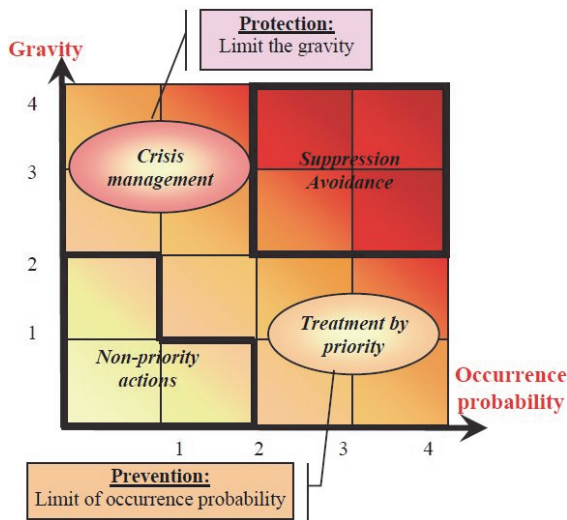 Protection:
Limit the gravity
Gravity
4
3
2
1
Crisis
management
Suppression
Avoidance
Non-priority
actions
Treatment by
priority
Occurrence
probability
1 2 3 4
Prevention:
Limit of occurrence probability